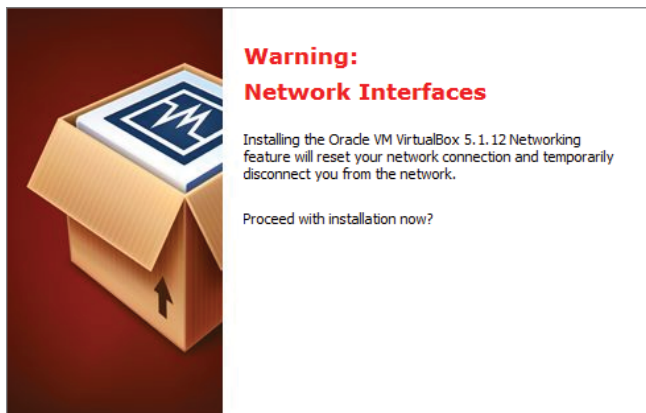 Warning:
Network Interfaces
Installing the Oracle VM VirtualBox 5.1.12 Networking
feature will reset your network connection and temporarily
disconnect you from the network.
Proceed with installation now?